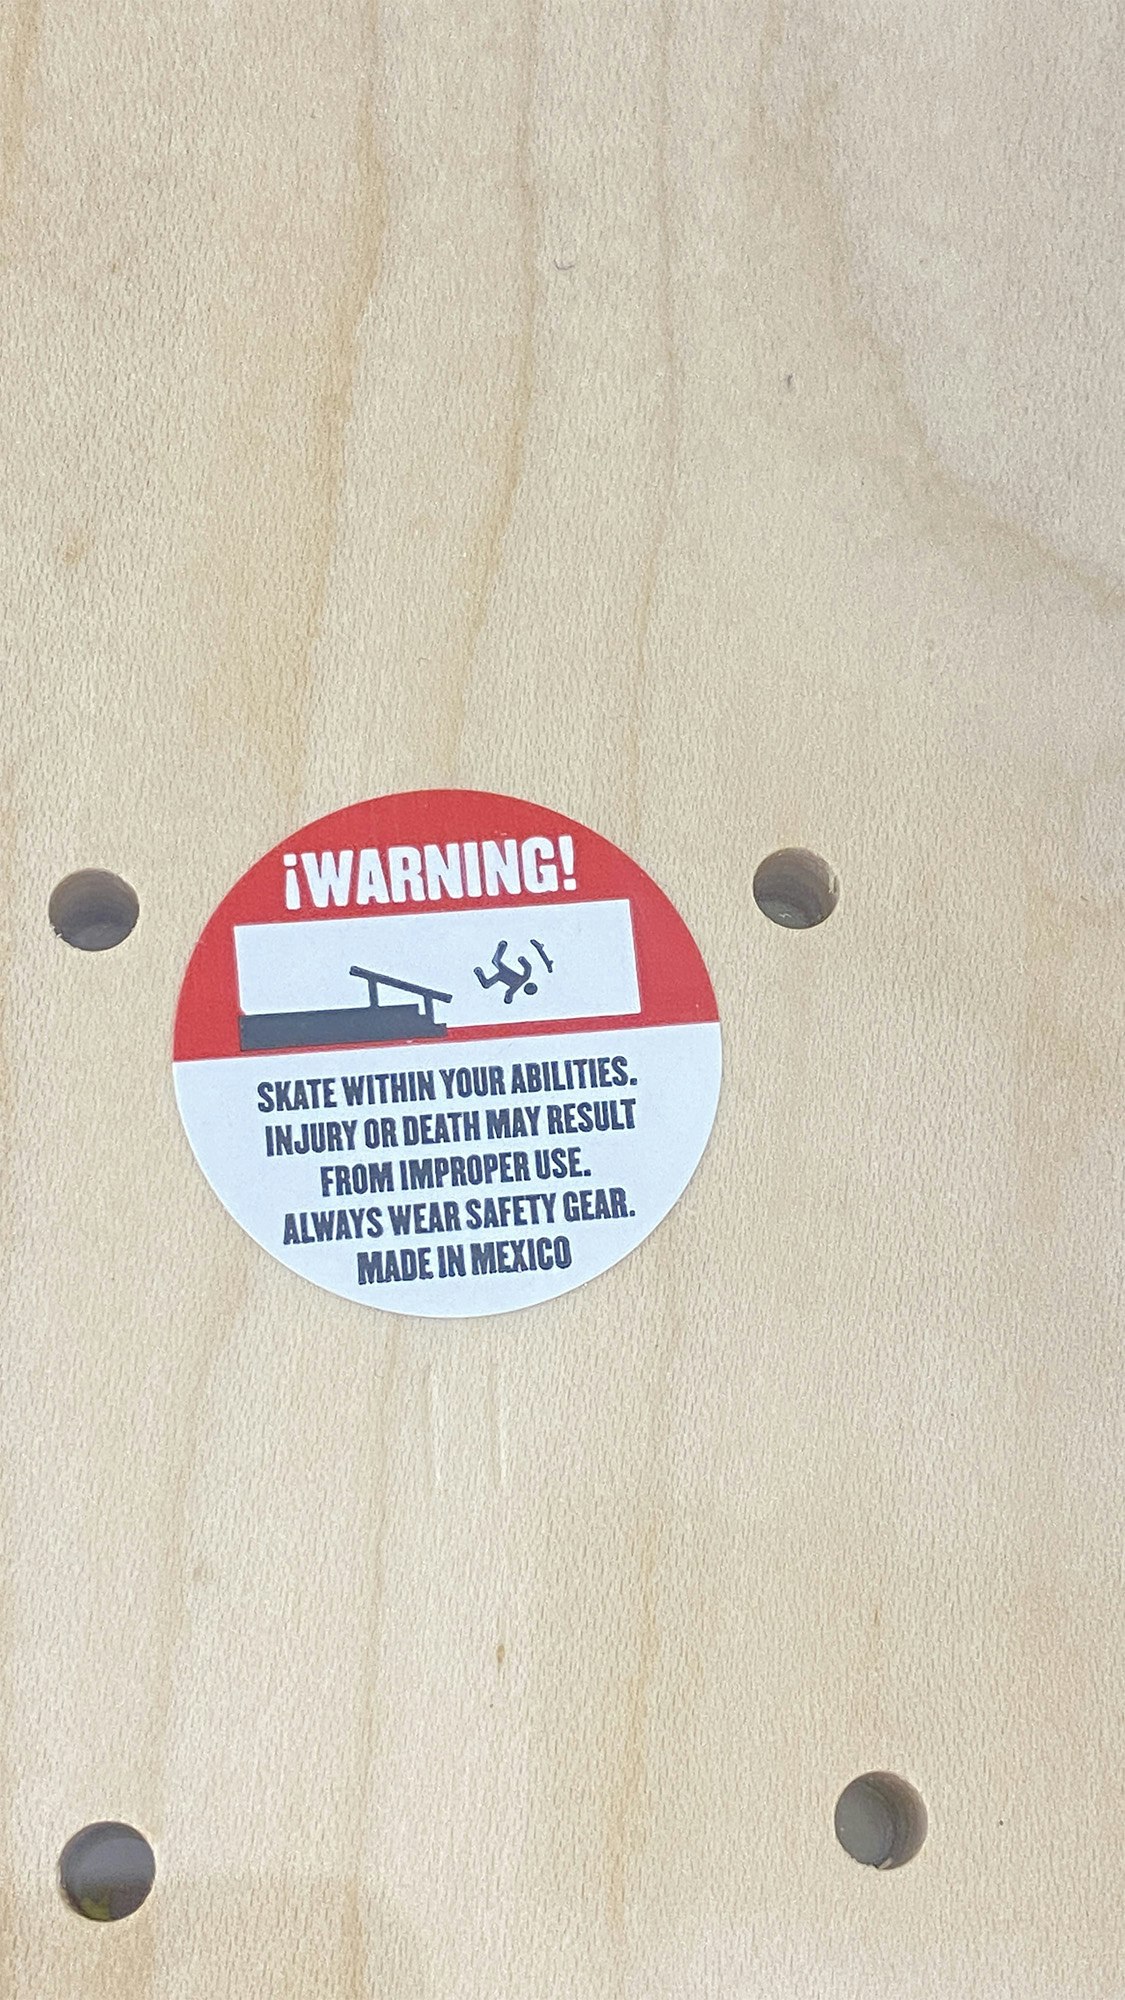 ¡WARNING!
SKATE WITHIN YOUR ABILITIES.
INJURY OR DEATH MAY RESULT
FROM IMPROPER USE.
ALWAYS WEAR SAFETY GEAR.
MADE IN MEXICO